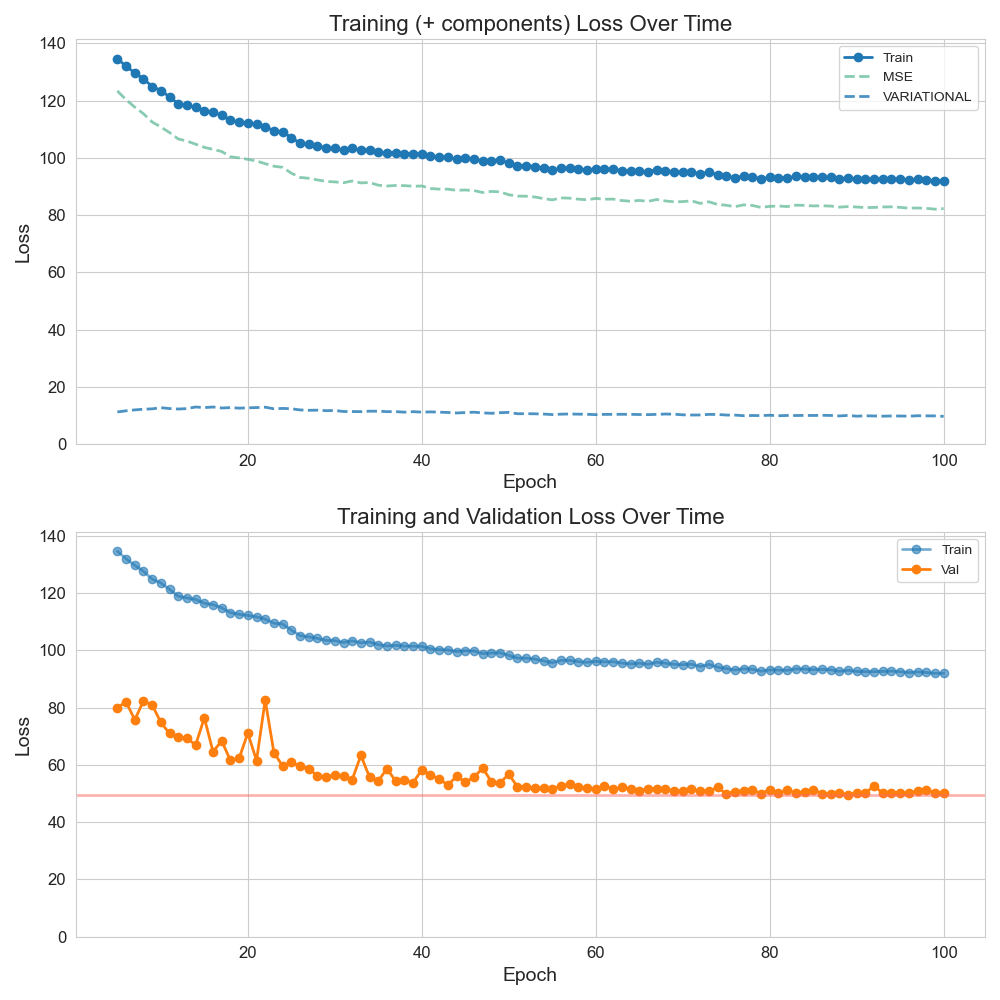 Training (+ components) Loss Over Time
140
120
100
80
60
40
20
0
Loss
Train
MSE
VARIATIONAL
20 40 60 80 100
Epoch
Training and Validation Loss Over Time
140
120
100
80
60
40
20
0
Loss
Train
Val
20 40 60 80 100
Epoch